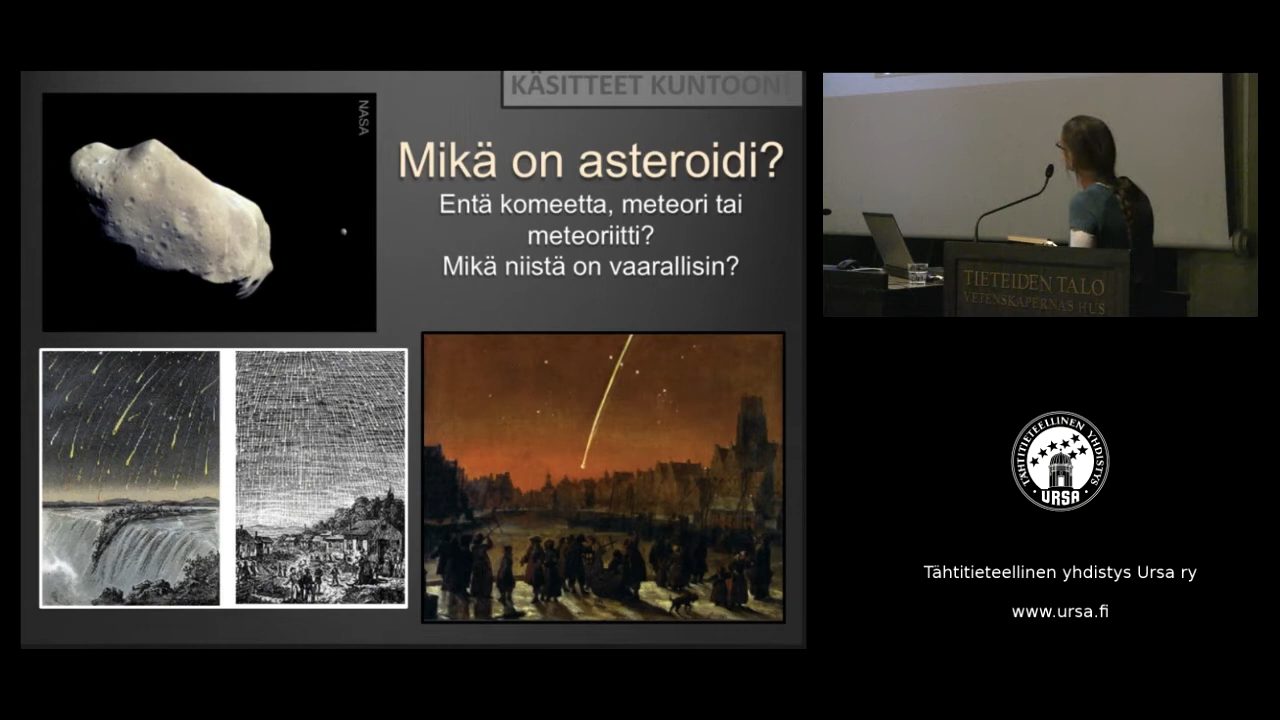 KÄSITTEET KUNTOON!
NASA
Mikä on asteroidi?
Entä komeetta, meteori tai
meteoriitti?
Mikä niistä on vaarallisin?
TIETEIDEN TALO
VETENSKAPERNAS HUS
TÄHTITIETEELLINEN YHDISTYS
URSA
Tähtitieteellinen yhdistys Ursa ry
www.ursa.fi